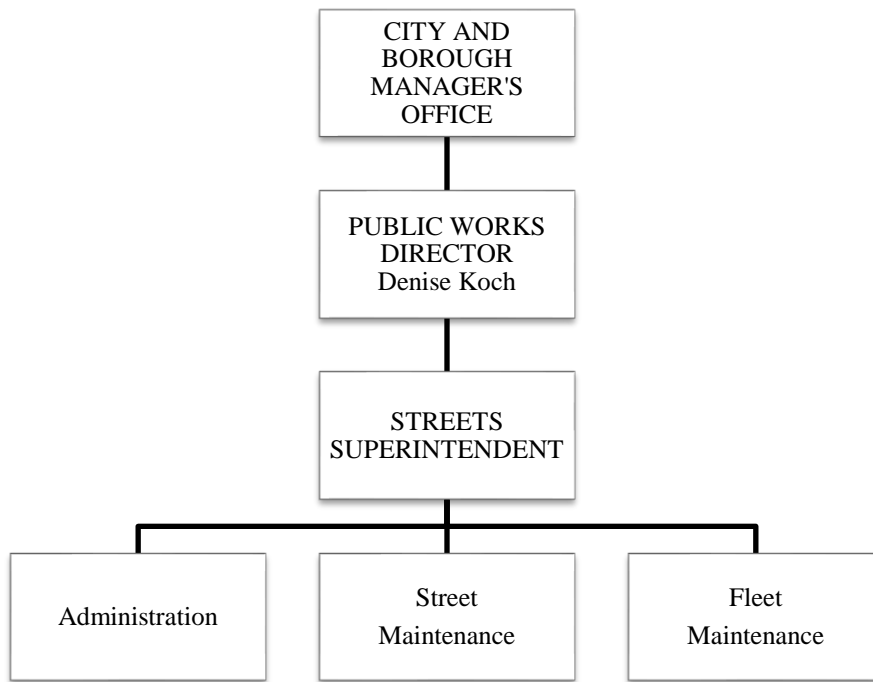 CITY AND
BOROUGH
MANAGER'S
OFFICE
PUBLIC WORKS
DIRECTOR
Denise Koch
STREETS
SUPERINTENDENT
Administration
Street
Maintenance
Fleet
Maintenance